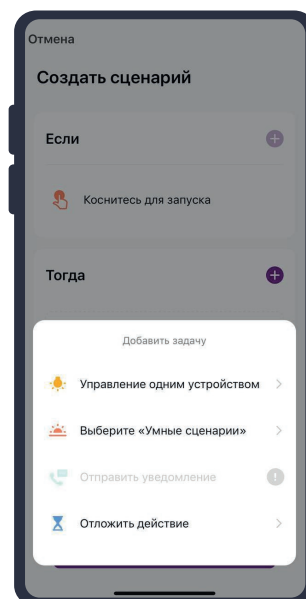 Отмена
Создать сценарий
Если
Коснитесь для запуска
Тогда
Добавить задачу
Управление одним устройством
Выберите «Умные сценарии»
Отправить уведомление
Отложить действие